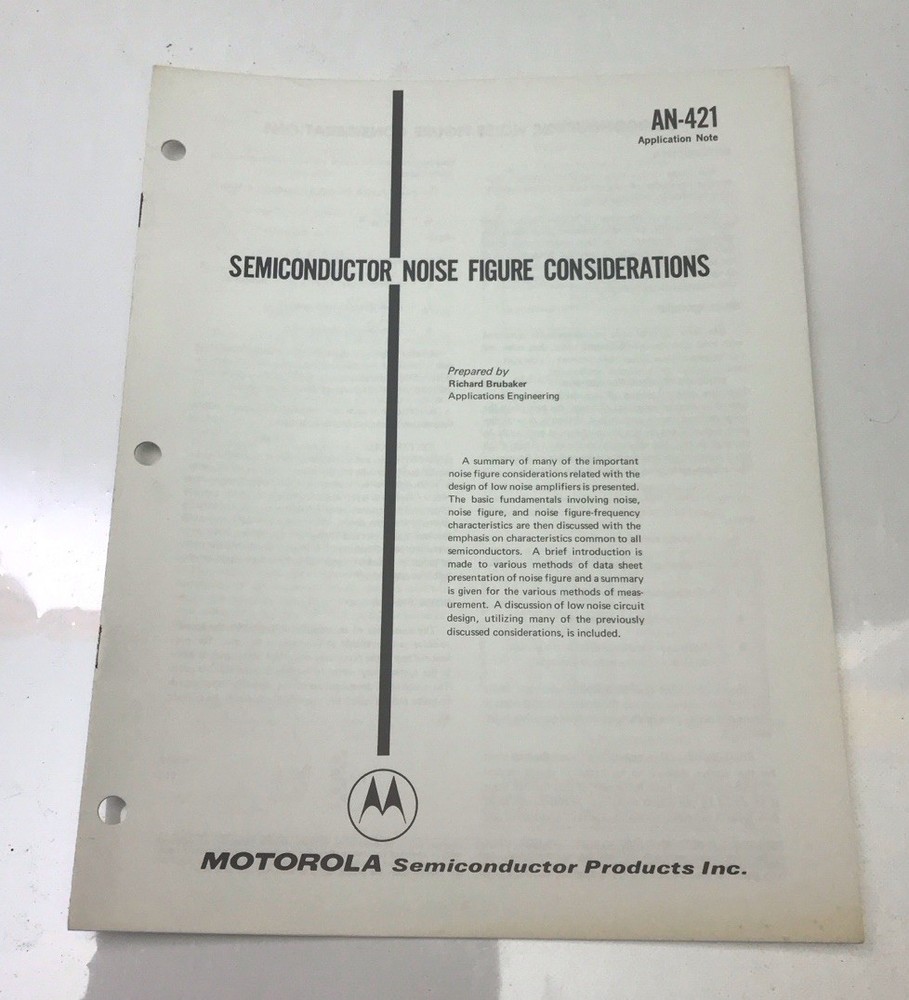 AN-421
Application Note
SEMICONDUCTOR NOISE FIGURE CONSIDERATIONS
Prepared by
Richard Brubaker
Applications Engineering
A summary of many of the important
noise figure considerations related with the
design of low noise amplifiers is presented.
The basic fundamentals involving noise,
noise figure, and noise figure-frequency
characteristics are then discussed with the
emphasis on characteristics common to all
semiconductors. A brief introduction is
made to various methods of data sheet
presentation of noise figure and a summary
is given for the various methods of meas-
urement. A discussion of low noise circuit
design, utilizing many of the previously
discussed considerations, is included.
MOTOROLA Semiconductor Products Inc.